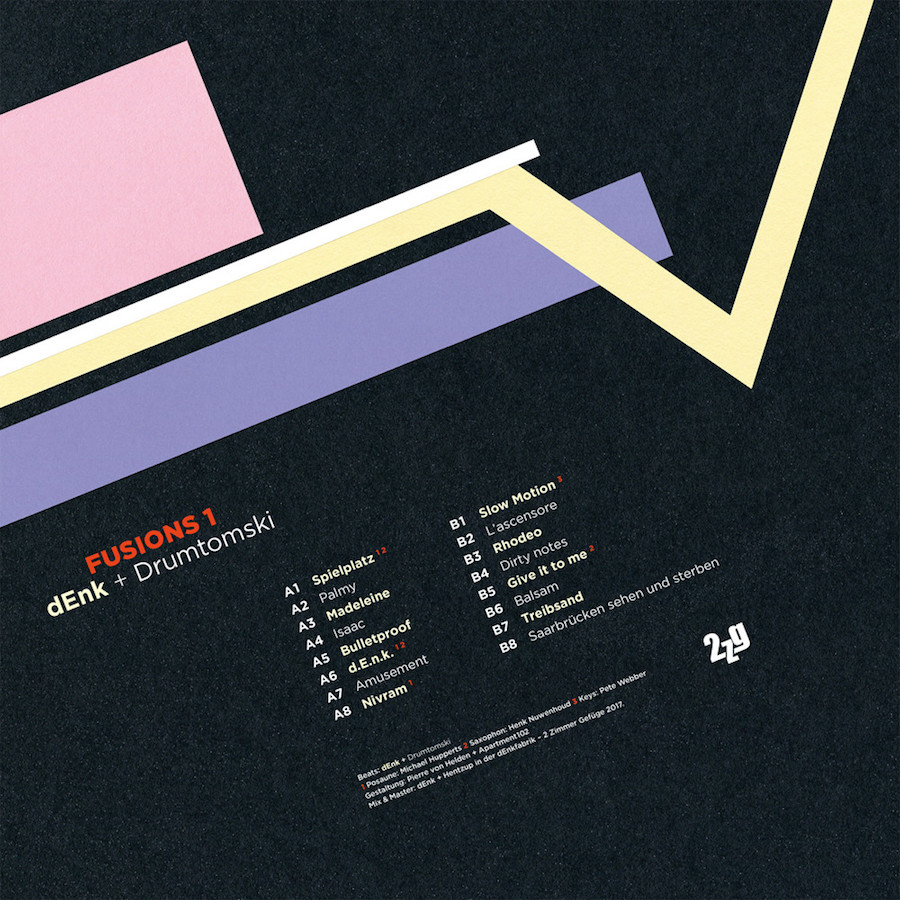 FUSIONS 1
dEnk + Drumtomski
A1 Spielplatz 1 2
A2 Palmy
A3 Madeleine
A4 Isaac
A5 Bulletproof
A6 d.E.n.k. 1 2
A7 Amusement
A8 Nivram 1
B1 Slow Motion 3
B2 L'ascensore
B3 Rhodeo
B4 Dirty notes
B5 Give it to me 2
B6 Balsam
B7 Treibsand
B8 Saarbrücken sehen und sterben
2zg
Beats: dEnk + Drumtomski
1 Posaune: Michael Hupperts 2 Saxophon: Henk Nuwenhoud 3 Keys: Pete Webber
Gestaltung: Pierre von Helden + Apartment102
Mix & Master: dEnk + Hentzup in der dEnkfabrik – 2 Zimmer Gefüge 2017.